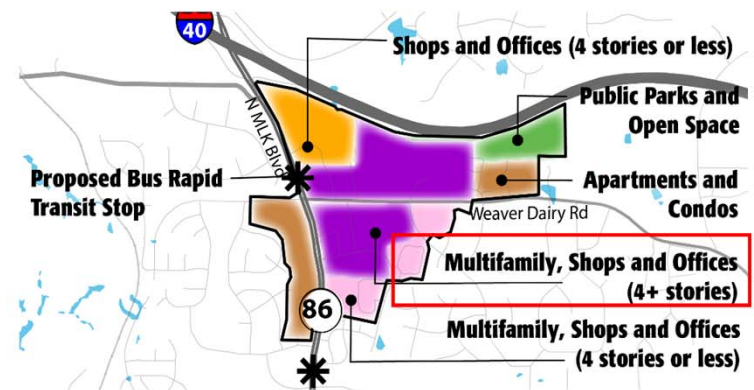 40
Shops and Offices (4 stories or less)
Public Parks and
Open Space
N MLK Blvd
Proposed Bus Rapid
Transit Stop
Apartments and
Condos
Weaver Dairy Rd
Multifamily, Shops and Offices
(4+ stories)
86
Multifamily, Shops and Offices
(4 stories or less)